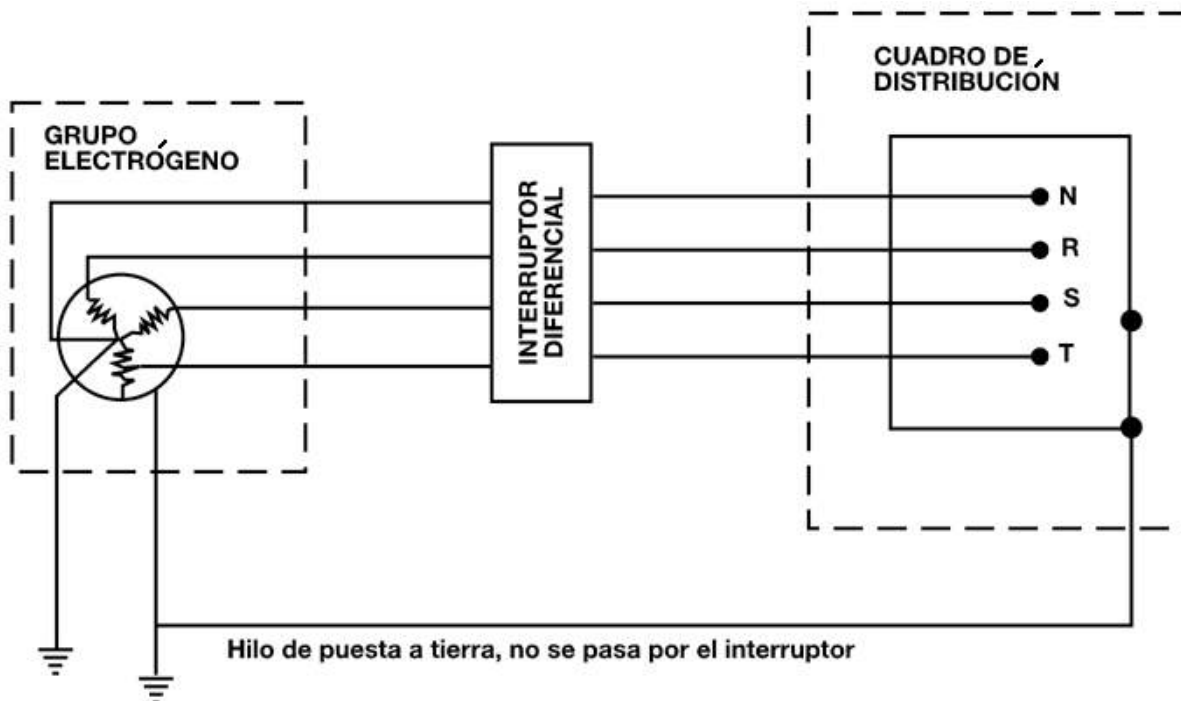 CUADRO DE
DISTRIBUCIÓN
GRUPO
ELECTRÓGENO
INTERRUPTOR
DIFERENCIAL
N
R
S
T
Hilo de puesta a tierra, no se pasa por el interruptor